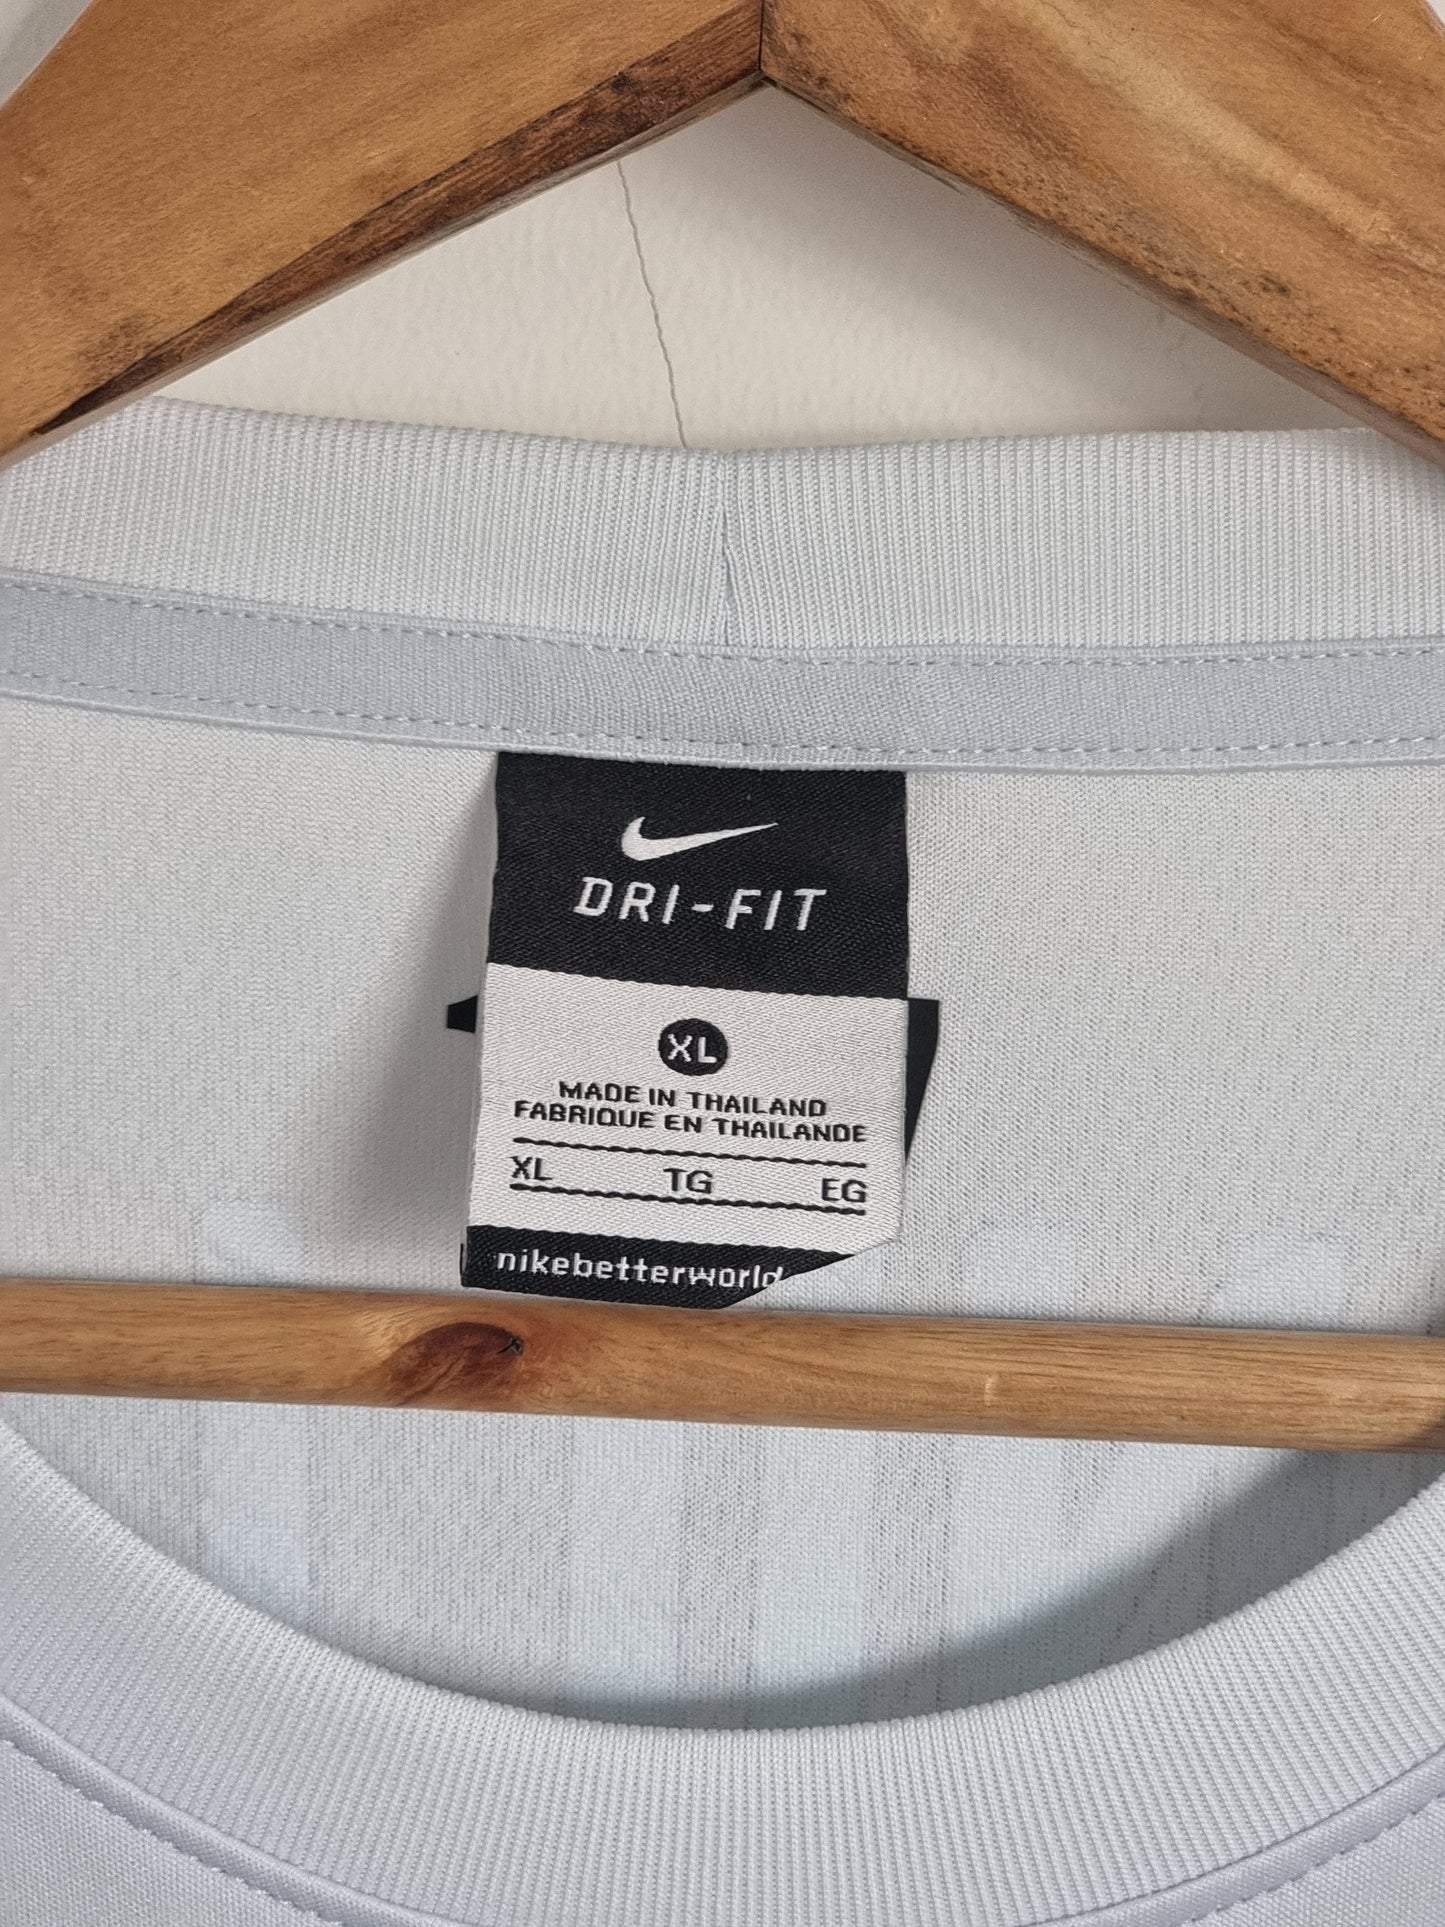 DRI-FIT
XL
MADE IN THAILAND
FABRIQUE EN THAILANDE
XL TG EG
nikebetterworld